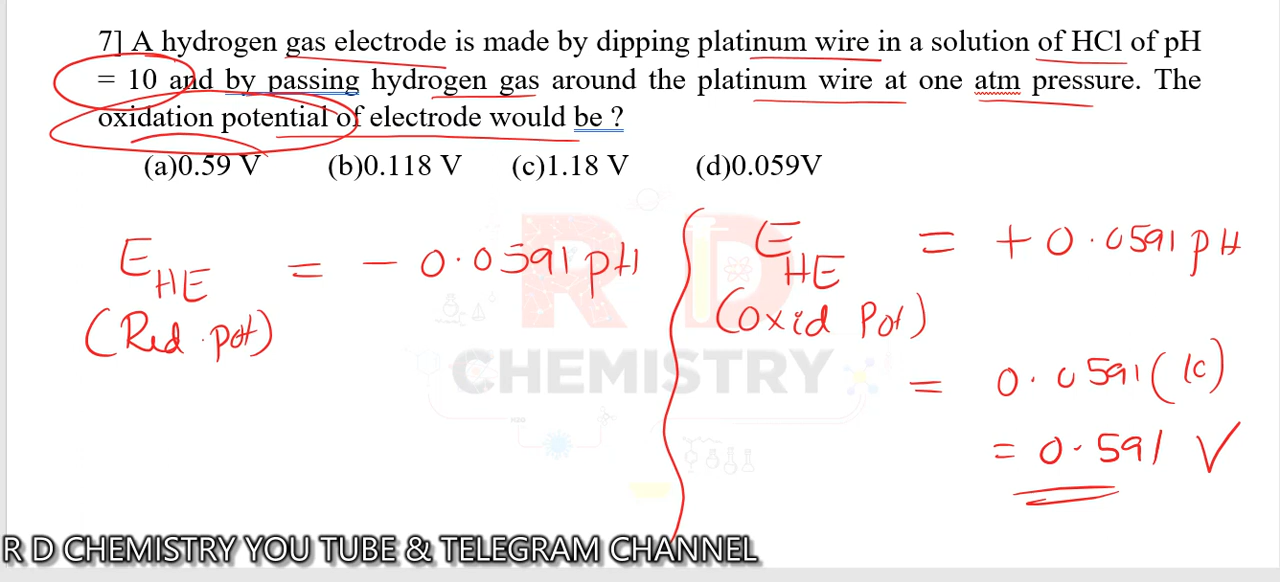 7] A hydrogen gas electrode is made by dipping platinum wire in a solution of HCl of pH
= 10 and by passing hydrogen gas around the platinum wire at one atm pressure. The
oxidation potential of electrode would be ?
(a)0.59 V (b)0.118 V (c)1.18 V (d)0.059V
E HE = - 0.0591 pH
(Red pot)
E HE = + 0.0591 pH
(oxid Pot)
= 0.0591 (10)
= 0.591 V
R D
CHEMISTRY
R D CHEMISTRY YOU TUBE & TELEGRAM CHANNEL